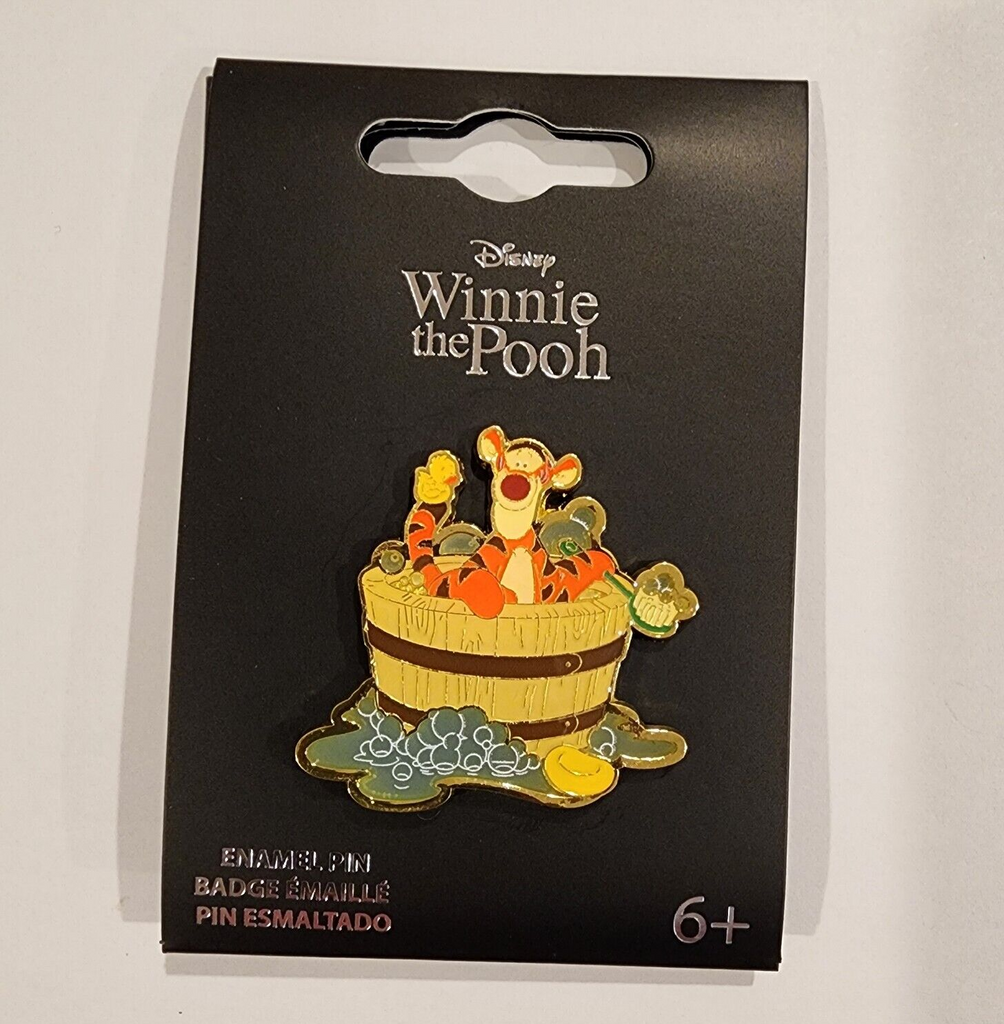 Disney
Winnie
the Pooh
ENAMEL PIN
BADGE ÉMAILLÉ
PIN ESMALTADO
6+